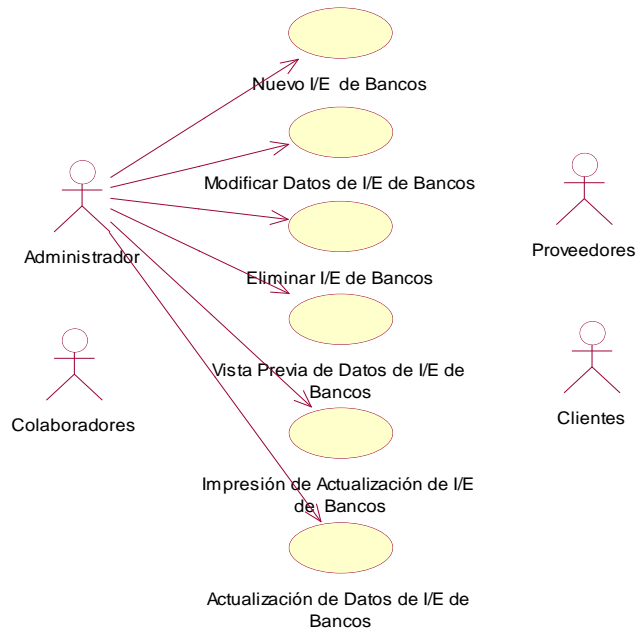 Nuevo I/E de Bancos
Modificar Datos de I/E de Bancos
Administrador
Proveedores
Eliminar I/E de Bancos
Vista Previa de Datos de I/E de
Bancos
Colaboradores
Clientes
Impresión de Actualización de I/E
de Bancos
Actualización de Datos de I/E de
Bancos